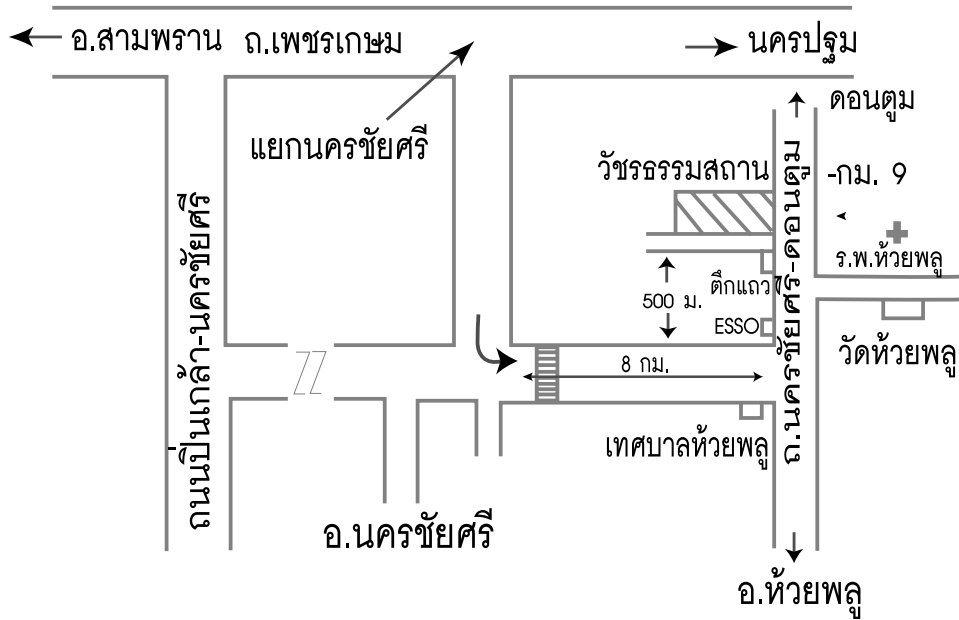 อ.สามพราน
ถ.เพชรเกษม
นครปฐม
ดอนตูม
แยกนครชัยศรี
วัชรธรรมสถาน
-กม. 9
ร.พ.ห้วยพลู
ตึกแถว
500 ม.
ESSO
วัดห้วยพลู
8 กม.
เทศบาลห้วยพลู
ถนนปิ่นเกล้า-นครชัยศรี
ถ.นครชัยศรี-ดอนตูม
อ.นครชัยศรี
อ.ห้วยพลู